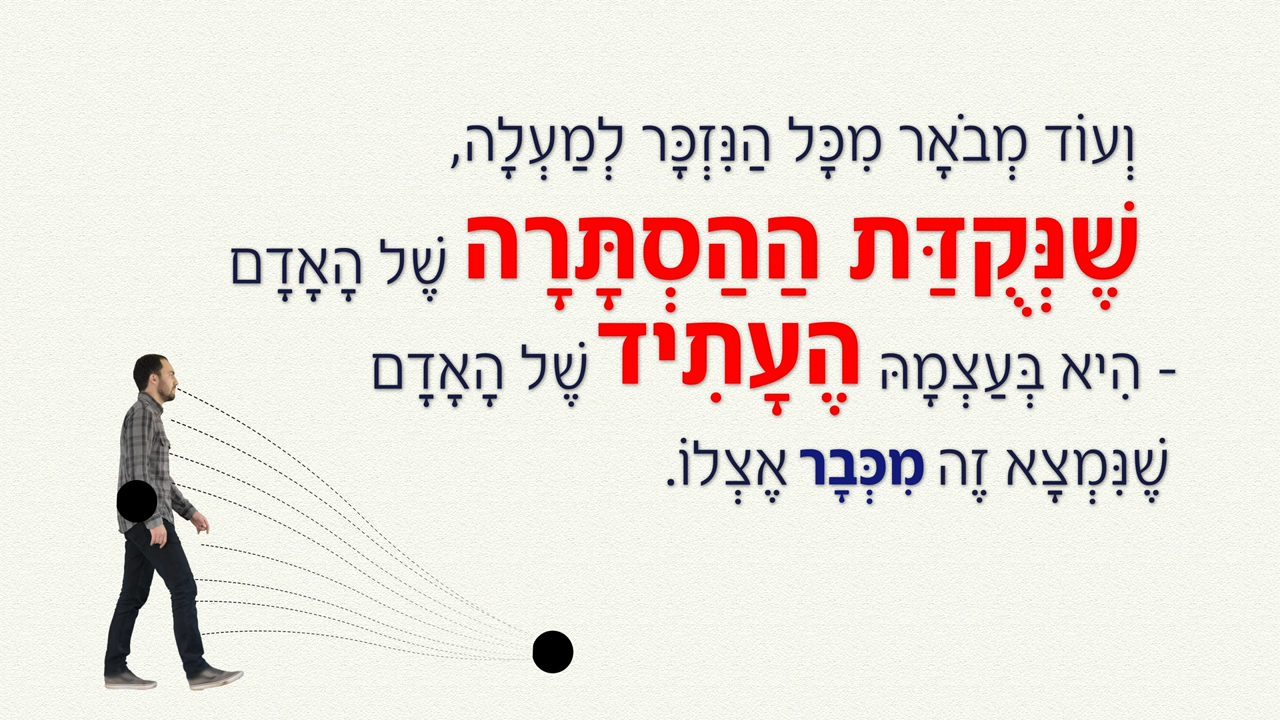 וְעוֹד מְבֹאָר מִכָּל הַנִּזְכָּר לְמַעְלָה,
שֶׁנְּקֻדַּת הַהַסְתָּרָה שֶׁל הָאָדָם
- הִיא בְּעַצְמָהּ הֶעָתִיד שֶׁל הָאָדָם
שֶׁנִּמְצָא זֶה מִכְּבָר אֶצְלוֹ.